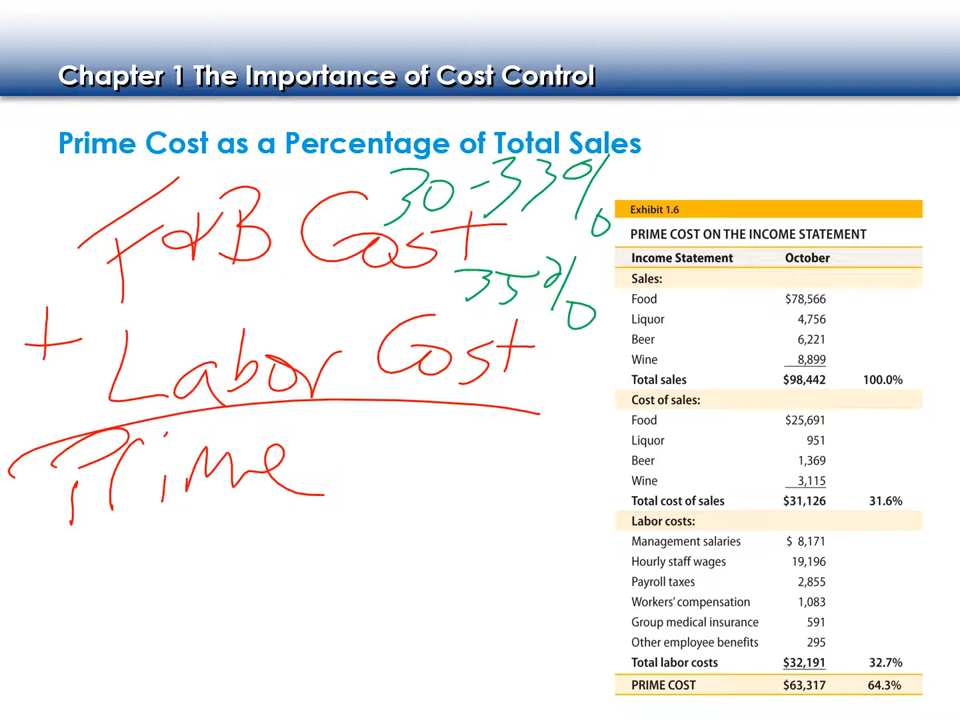 Chapter 1 The Importance of Cost Control
Prime Cost as a Percentage of Total Sales
30-33%
F&B Cost
35%
+ Labor Cost
Prime
Exhibit 1.6
PRIME COST ON THE INCOME STATEMENT
Income Statement October
Sales:
Food $78,566
Liquor 4,756
Beer 6,221
Wine 8,899
Total sales $98,442 100.0%
Cost of sales:
Food $25,691
Liquor 951
Beer 1,369
Wine 3,115
Total cost of sales $31,126 31.6%
Labor costs:
Management salaries $ 8,171
Hourly staff wages 19,196
Payroll taxes 2,855
Workers' compensation 1,083
Group medical insurance 591
Other employee benefits 295
Total labor costs $32,191 32.7%
PRIME COST $63,317 64.3%